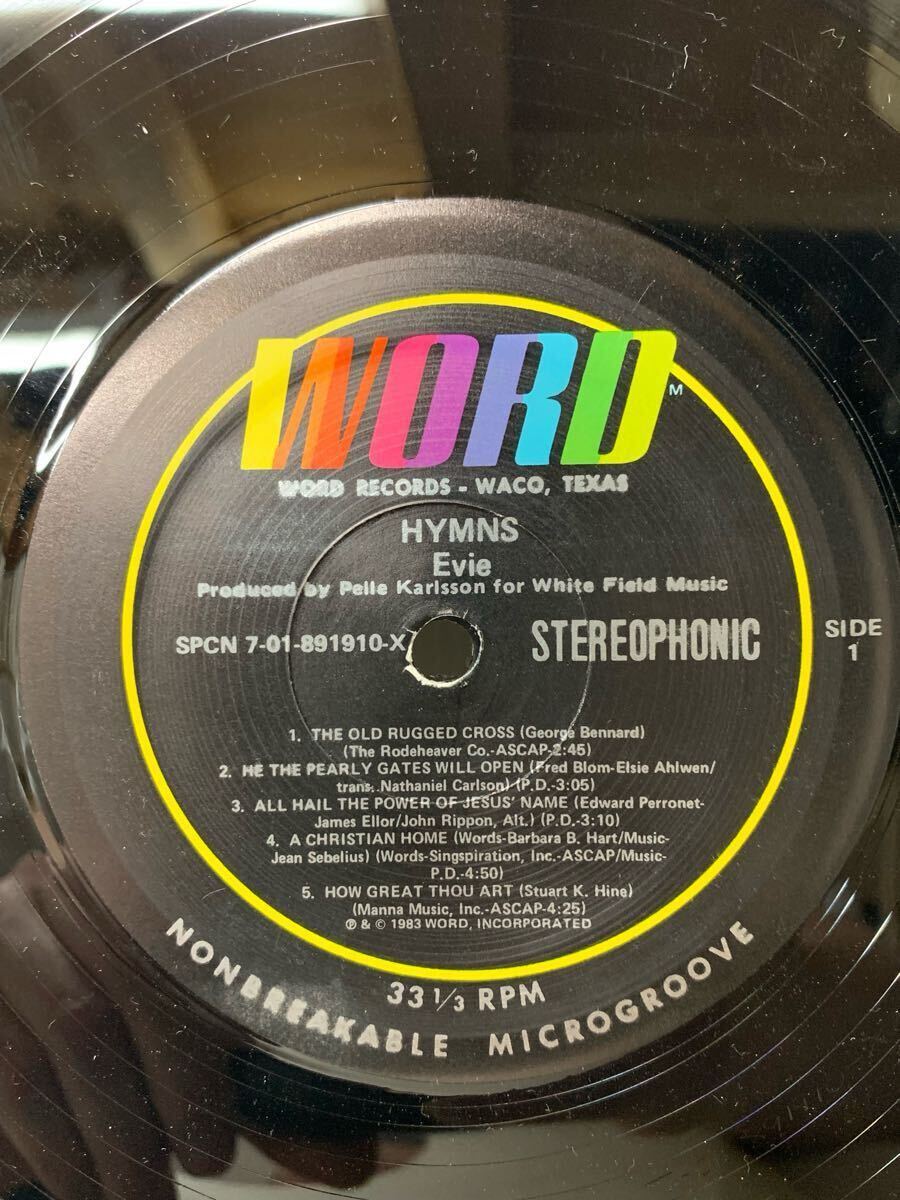 WORD
M
WORD RECORDS - WACO, TEXAS
HYMNS
Evie
Produced by Pelle Karlsson for White Field Music
SPCN 7-01-891910-X
STEREOPHONIC
SIDE
1
1. THE OLD RUGGED CROSS (George Bennard)
(The Rodeheaver Co.-ASCAP-2:45)
2. HE THE PEARLY GATES WILL OPEN (Fred Blom-Elsie Ahlwen/
trans. Nathaniel Carlson) (P.D.-3:05)
3. ALL HAIL THE POWER OF JESUS' NAME (Edward Perronet-
James Ellor/John Rippon, Alt.) (P.D.-3:10)
4. A CHRISTIAN HOME (Words-Barbara B. Hart/Music-
Jean Sebelius) (Words-Singspiration, Inc.-ASCAP/Music-
P.D.-4:50)
5. HOW GREAT THOU ART (Stuart K. Hine)
(Manna Music, Inc.-ASCAP-4:25)
℗ & © 1983 WORD, INCORPORATED
33 1/3 RPM
NONBREAKABLE MICROGROOVE